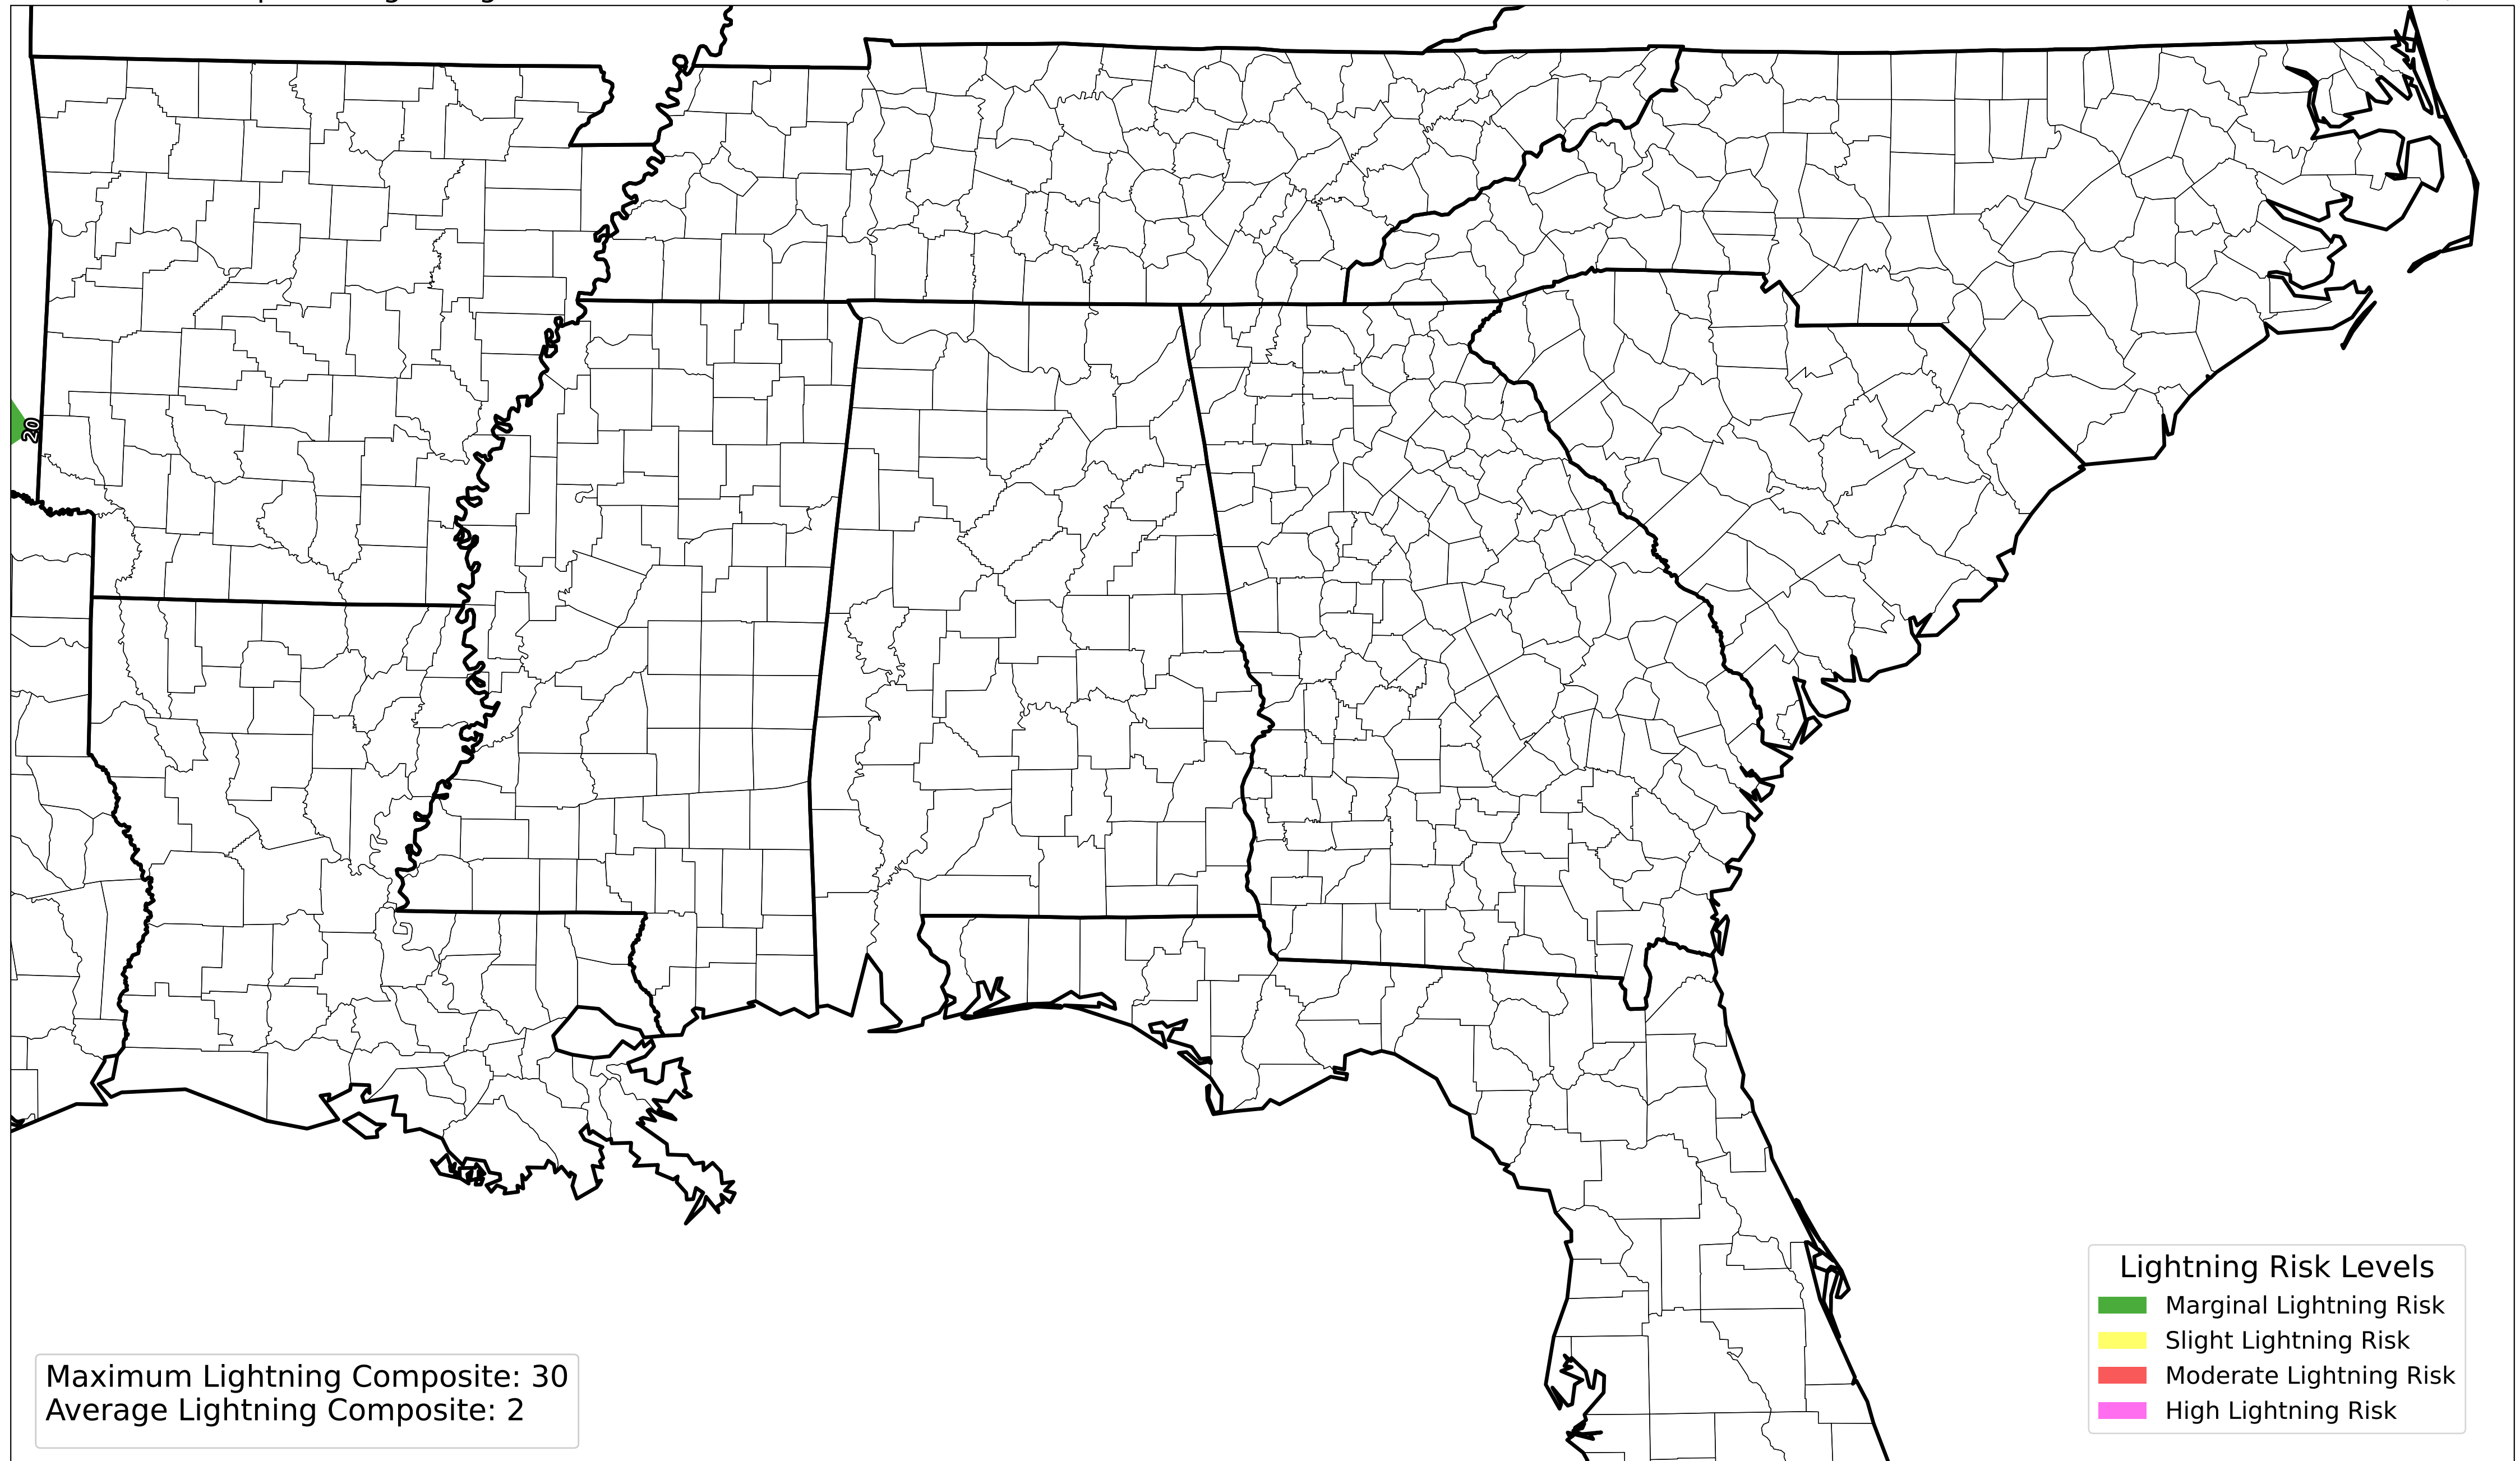 20
Lightning Risk Levels
Marginal Lightning Risk
Slight Lightning Risk
Moderate Lightning Risk
High Lightning Risk
Maximum Lightning Composite: 30
Average Lightning Composite: 2